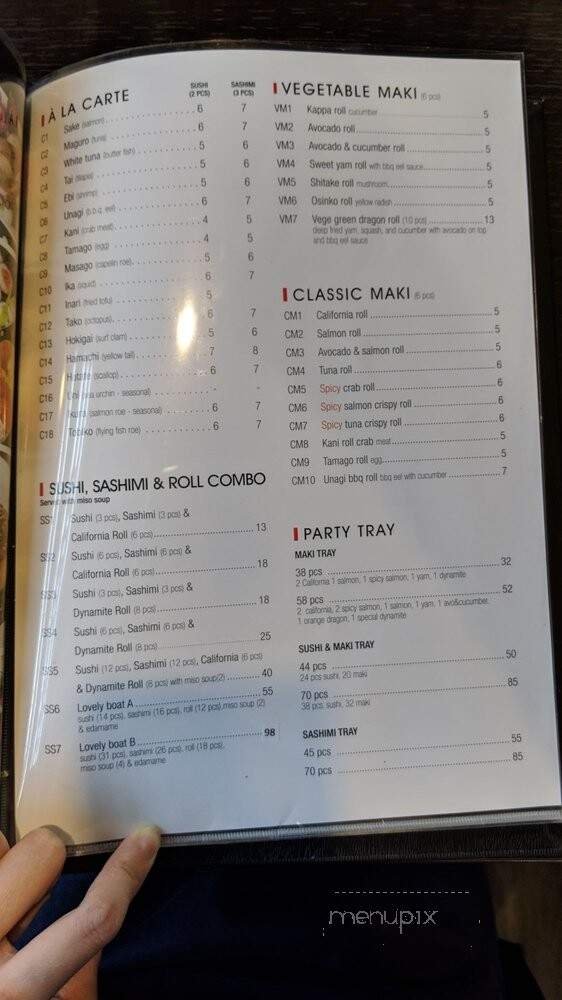 À LA CARTE
SUSHI (2 PCS)
SASHIMI (3 PCS)
C1 Sake (salmon) 6 7
C2 Maguro (tuna) 6 7
C3 White tuna (butter fish) 5 6
C4 Tai (tilapia) 5 6
C5 Ebi (shrimp) 5 6
C6 Unagi (b.b.q. eel) 6 7
C7 Kani (crab meat) 4 5
C8 Tamago (egg) 4 5
C9 Masago (capelin roe) 5 6
C10 Ika (squid) 6 7
C11 Inari (fried tofu) 5
C12 Tako (octopus) 6 7
C13 Hokigai (surf clam) 5 6
C14 Hamachi (yellow tail) 7 8
C15 (scallop) 6 7
C16 (sea urchin - seasonal) - -
C17 (salmon roe - seasonal) 6 7
C18 Tobiko (flying fish roe) 6 7
SUSHI, SASHIMI & ROLL COMBO
Served with miso soup
SS1 Sushi (3 pcs), Sashimi (3 pcs) &
California Roll (6 pcs) 13
SS2 Sushi (6 pcs), Sashimi (6 pcs) &
California Roll (6 pcs) 18
SS3 Sushi (3 pcs), Sashimi (3 pcs) &
Dynamite Roll (8 pcs) 18
SS4 Sushi (6 pcs), Sashimi (6 pcs) &
Dynamite Roll (8 pcs) 25
SS5 Sushi (12 pcs), Sashimi (12 pcs), California (6 pcs)
& Dynamite Roll (8 pcs) with miso soup(2) 40
SS6 Lovely boat A 55
sushi (14 pcs), sashimi (16 pcs), roll (12 pcs),miso soup (2)
& edamame
SS7 Lovely boat B 98
sushi (31 pcs), sashimi (26 pcs), roll (18 pcs),
miso soup (4) & edamame
VEGETABLE MAKI (6 pcs)
VM1 Kappa roll cucumber 5
VM2 Avocado roll 5
VM3 Avocado & cucumber roll 5
VM4 Sweet yam roll with bbq eel sauce 5
VM5 Shitake roll mushroom 5
VM6 Osinko roll yellow radish 5
VM7 Vege green dragon roll (10 pcs) 13
deep fried yam, squash, and cucumber with avocado on top
and bbq eel sauce
CLASSIC MAKI (6 pcs)
CM1 California roll 5
CM2 Salmon roll 5
CM3 Avocado & salmon roll 5
CM4 Tuna roll 6
CM5 Spicy crab roll 6
CM6 Spicy salmon crispy roll 6
CM7 Spicy tuna crispy roll 6
CM8 Kani roll crab meat 5
CM9 Tamago roll egg 5
CM10 Unagi bbq roll bbq eel with cucumber 7
PARTY TRAY
MAKI TRAY
38 pcs 32
2 California 1 salmon, 1 spicy salmon, 1 yam, 1 dynamite
58 pcs 52
2 california, 2 spicy salmon, 1 salmon, 1 yam, 1 avo&cucumber,
1 orange dragon, 1 special dynamite
SUSHI & MAKI TRAY
44 pcs 50
24 pcs sushi, 20 maki
70 pcs 85
38 pcs, sushi, 32 maki
SASHIMI TRAY
45 pcs 55
70 pcs 85
menupix